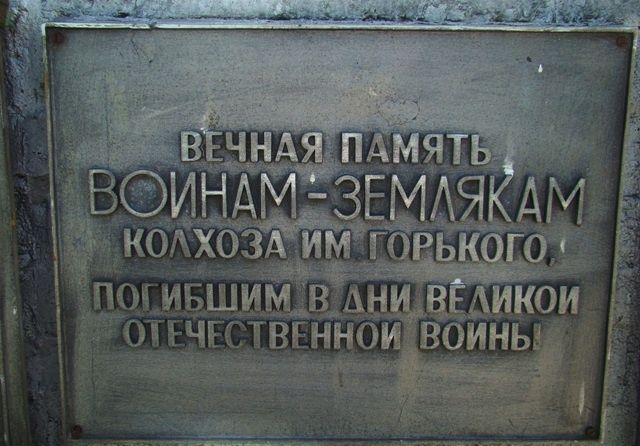 ВЕЧНАЯ ПАМЯТЬ
ВОИНАМ-ЗЕМЛЯКАМ
КОЛХОЗА ИМ. ГОРЬКОГО,
ПОГИБШИМ В ДНИ ВЕЛИКОИ
ОТЕЧЕСТВЕННОИ ВОИНЫ